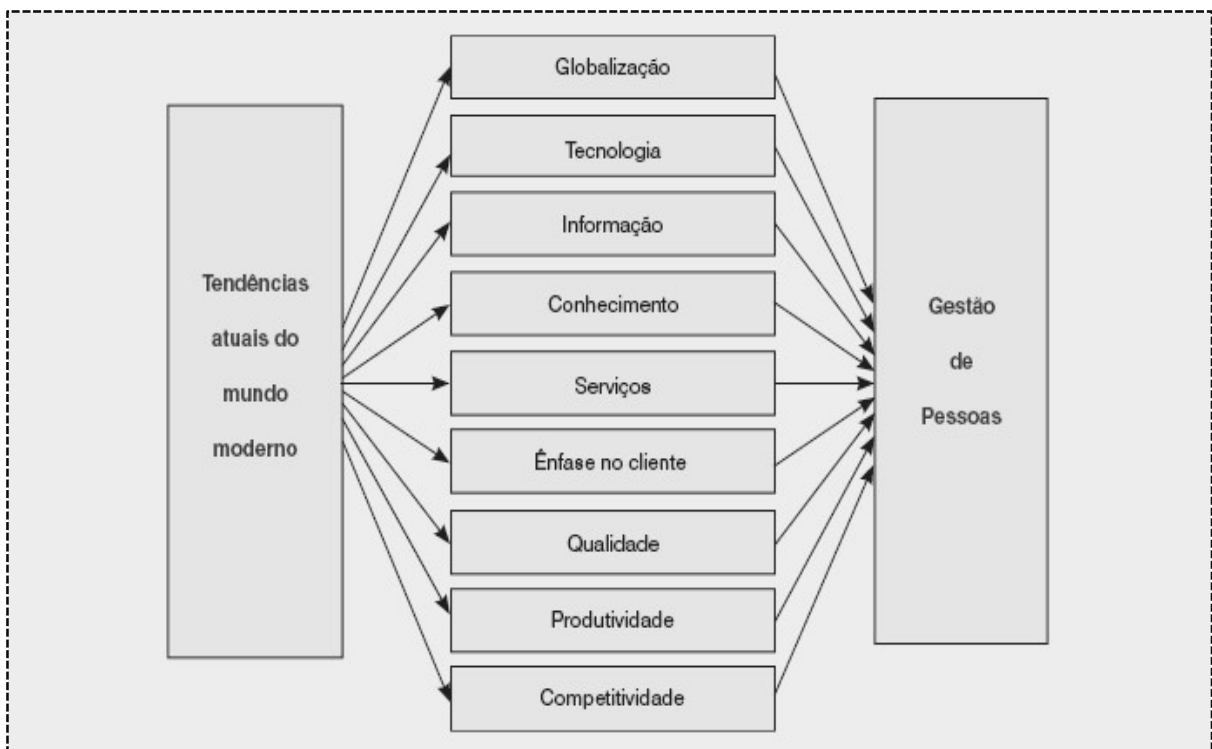 Tendências
atuais do
mundo
moderno
Globalização
Tecnologia
Informação
Conhecimento
Serviços
Ênfase no cliente
Qualidade
Produtividade
Competitividade
Gestão
de
Pessoas